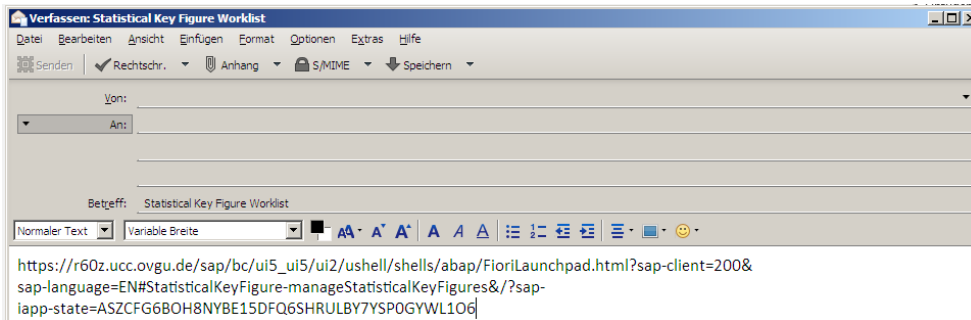 Verfassen: Statistical Key Figure Worklist
Datei Bearbeiten Ansicht Einfügen Format Optionen Extras Hilfe
Senden Rechtschr. Anhang S/MIME Speichern
Von:
An:
Betreff: Statistical Key Figure Worklist
Normaler Text Variable Breite
https://r60z.ucc.ovgu.de/sap/bc/ui5_ui5/ui2/ushell/shells/abap/FioriLaunchpad.html?sap-client=200&
sap-language=EN#StatisticalKeyFigure-manageStatisticalKeyFigures&/?sap-
iapp-state=ASZCFG6BOH8NYBE15DFQ6SHRULBY7YSP0GYWL1O6